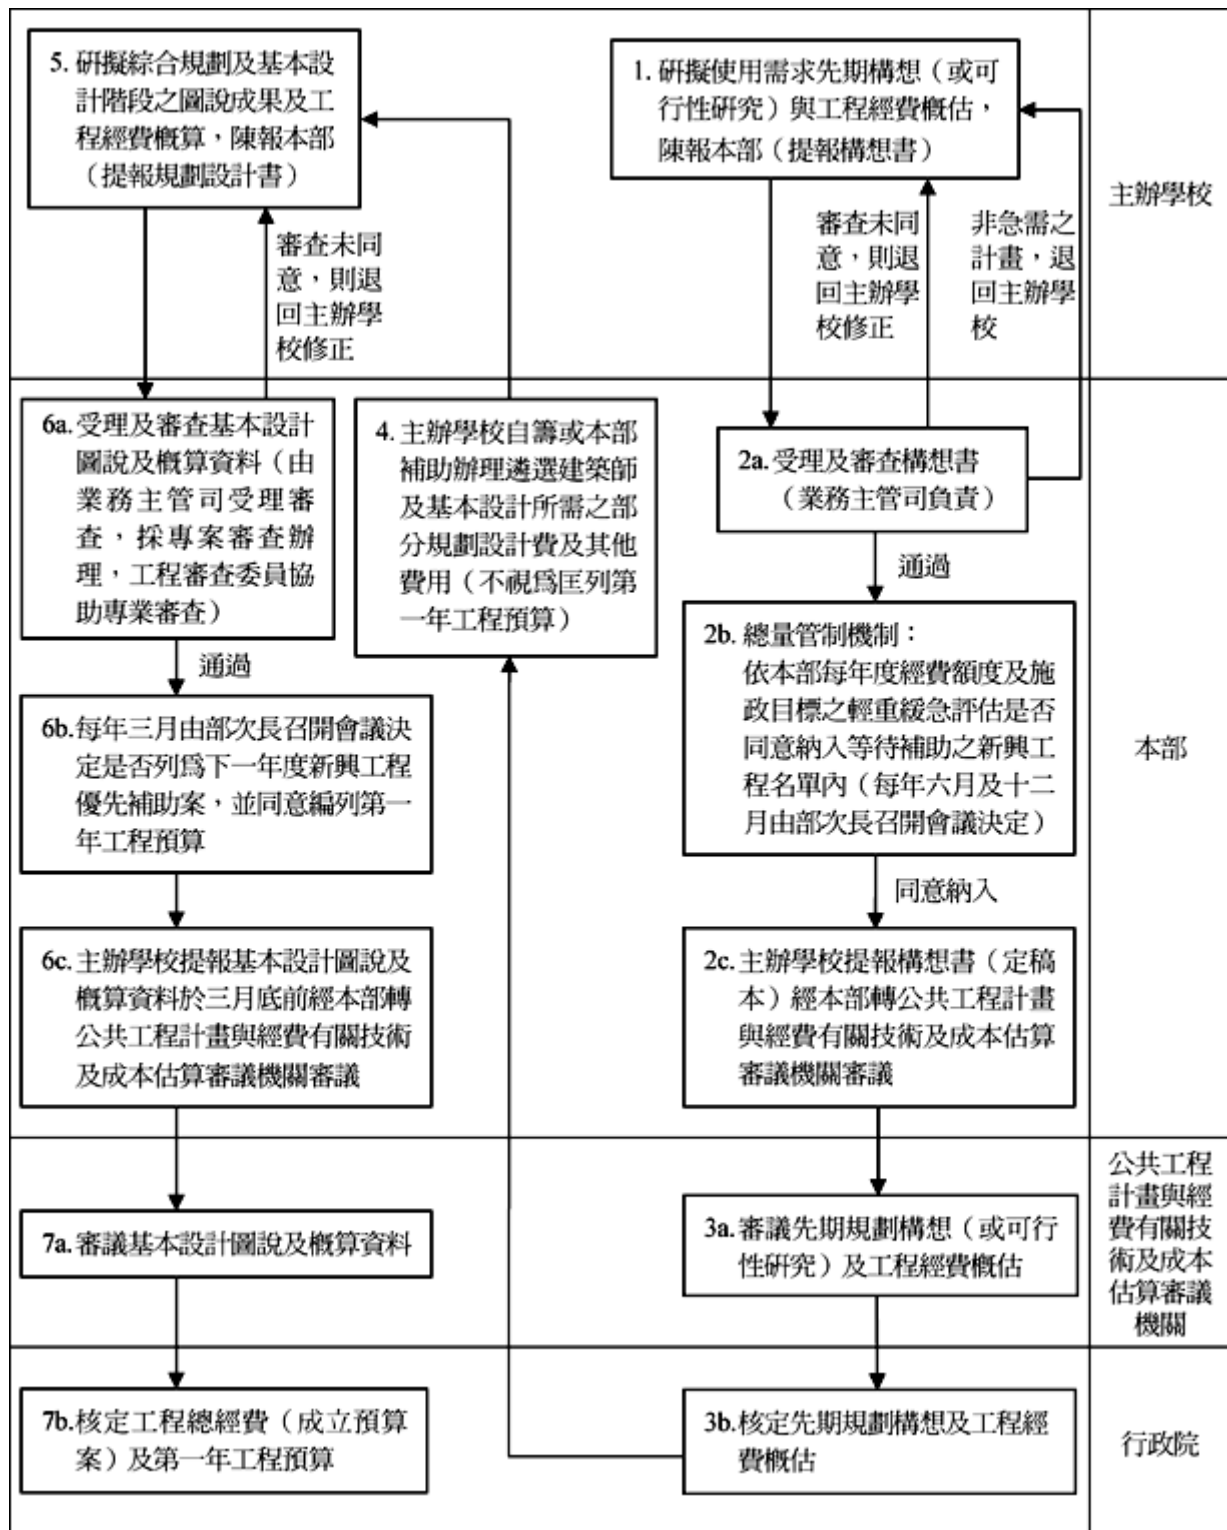 5. 研擬綜合規劃及基本設
計階段之圖說成果及工
程經費概算，陳報本部
（提報規劃設計書）
1. 研擬使用需求先期構想（或可
行性研究）與工程經費概估，
陳報本部（提報構想書）
主辦學校
審查未同
意，則退
回主辦學
校修正
審查未同
意，則退
回主辦學
校修正
非急需之
計畫，退
回主辦學
校
6a. 受理及審查基本設計
圖說及概算資料（由
業務主管司受理審
查，採專案審查辦
理，工程審查委員協
助專業審查）
4. 主辦學校自籌或本部
補助辦理遴選建築師
及基本設計所需之部
分規劃設計費及其他
費用（不視為匡列第
一年工程預算）
2a. 受理及審查構想書
（業務主管司負責）
通過
通過
2b. 總量管制機制：
依本部每年度經費額度及施
政目標之輕重緩急評估是否
同意納入等待補助之新興工
程名單內（每年六月及十二
月由部次長召開會議決定）
本部
6b. 每年三月由部次長召開會議決
定是否列為下一年度新興工程
優先補助案，並同意編列第一
年工程預算
同意納入
6c. 主辦學校提報基本設計圖說及
概算資料於三月底前經本部轉
公共工程計畫與經費有關技術
及成本估算審議機關審議
2c. 主辦學校提報構想書（定稿
本）經本部轉公共工程計畫
與經費有關技術及成本估算
審議機關審議
7a. 審議基本設計圖說及概算資料
3a. 審議先期規劃構想（或可行
性研究）及工程經費概估
公共工程
計畫與經
費有關技
術及成本
估算審議
機關
7b. 核定工程總經費（成立預算
案）及第一年工程預算
3b. 核定先期規劃構想及工程經
費概估
行政院